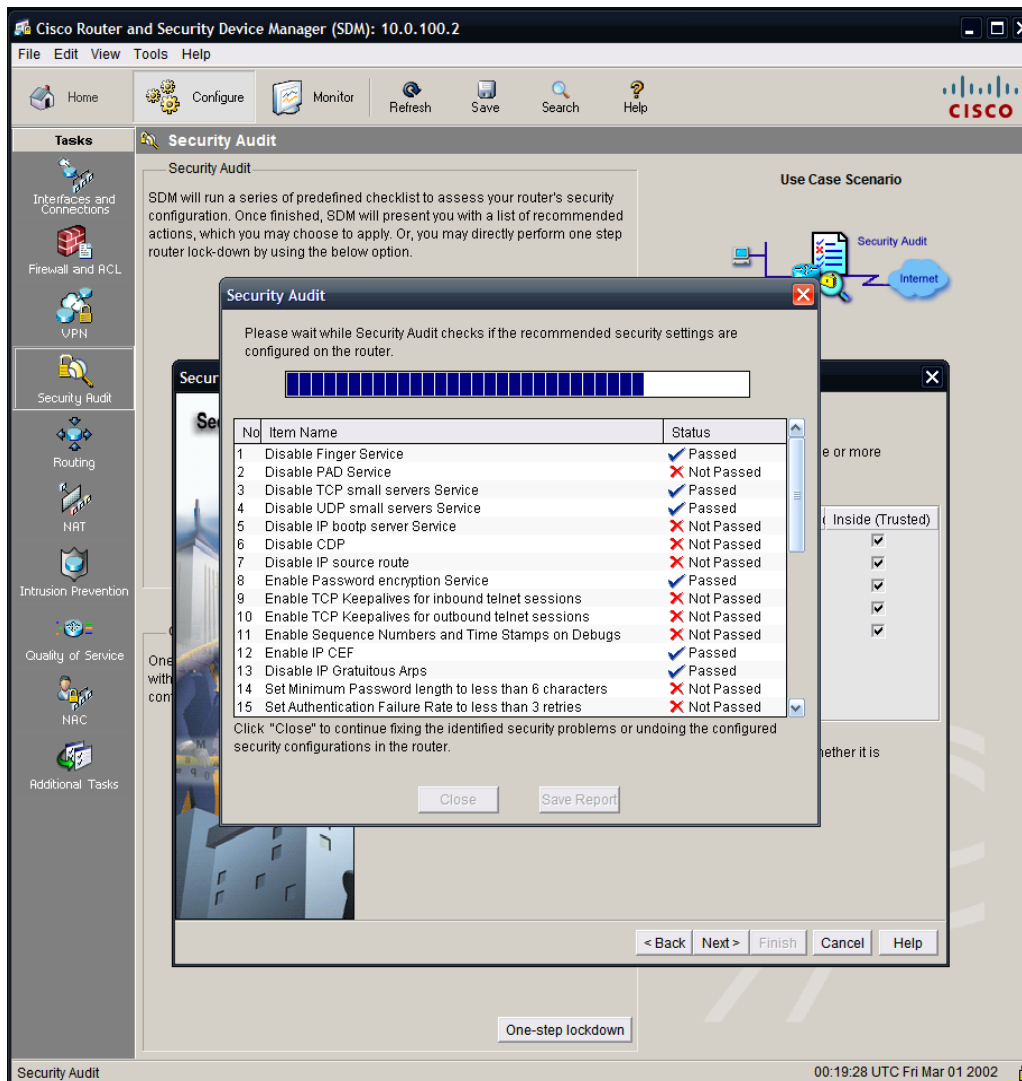 Cisco Router and Security Device Manager (SDM): 10.0.100.2
File Edit View Tools Help
Home Configure Monitor Refresh Save Search Help
CISCO
Tasks
Interfaces and Connections
Firewall and ACL
VPN
Security Audit
Routing
NAT
Intrusion Prevention
Quality of Service
NAC
Additional Tasks
Security Audit
Security Audit
SDM will run a series of predefined checklist to assess your router's security
configuration. Once finished, SDM will present you with a list of recommended
actions, which you may choose to apply. Or, you may directly perform one step
router lock-down by using the below option.
Use Case Scenario
Security Audit
Internet
One
with
Secur
e or more
Inside (Trusted)
hether it is
Security Audit
Please wait while Security Audit checks if the recommended security settings are
configured on the router.
No Item Name Status
1 Disable Finger Service Passed
2 Disable PAD Service Not Passed
3 Disable TCP small servers Service Passed
4 Disable UDP small servers Service Passed
5 Disable IP bootp server Service Not Passed
6 Disable CDP Not Passed
7 Disable IP source route Not Passed
8 Enable Password encryption Service Passed
9 Enable TCP Keepalives for inbound telnet sessions Not Passed
10 Enable TCP Keepalives for outbound telnet sessions Not Passed
11 Enable Sequence Numbers and Time Stamps on Debugs Not Passed
12 Enable IP CEF Passed
13 Disable IP Gratuitous Arps Passed
14 Set Minimum Password length to less than 6 characters Not Passed
15 Set Authentication Failure Rate to less than 3 retries Not Passed
Click "Close" to continue fixing the identified security problems or undoing the configured
security configurations in the router.
Close Save Report
< Back Next > Finish Cancel Help
One-step lockdown
Security Audit
00:19:28 UTC Fri Mar 01 2002